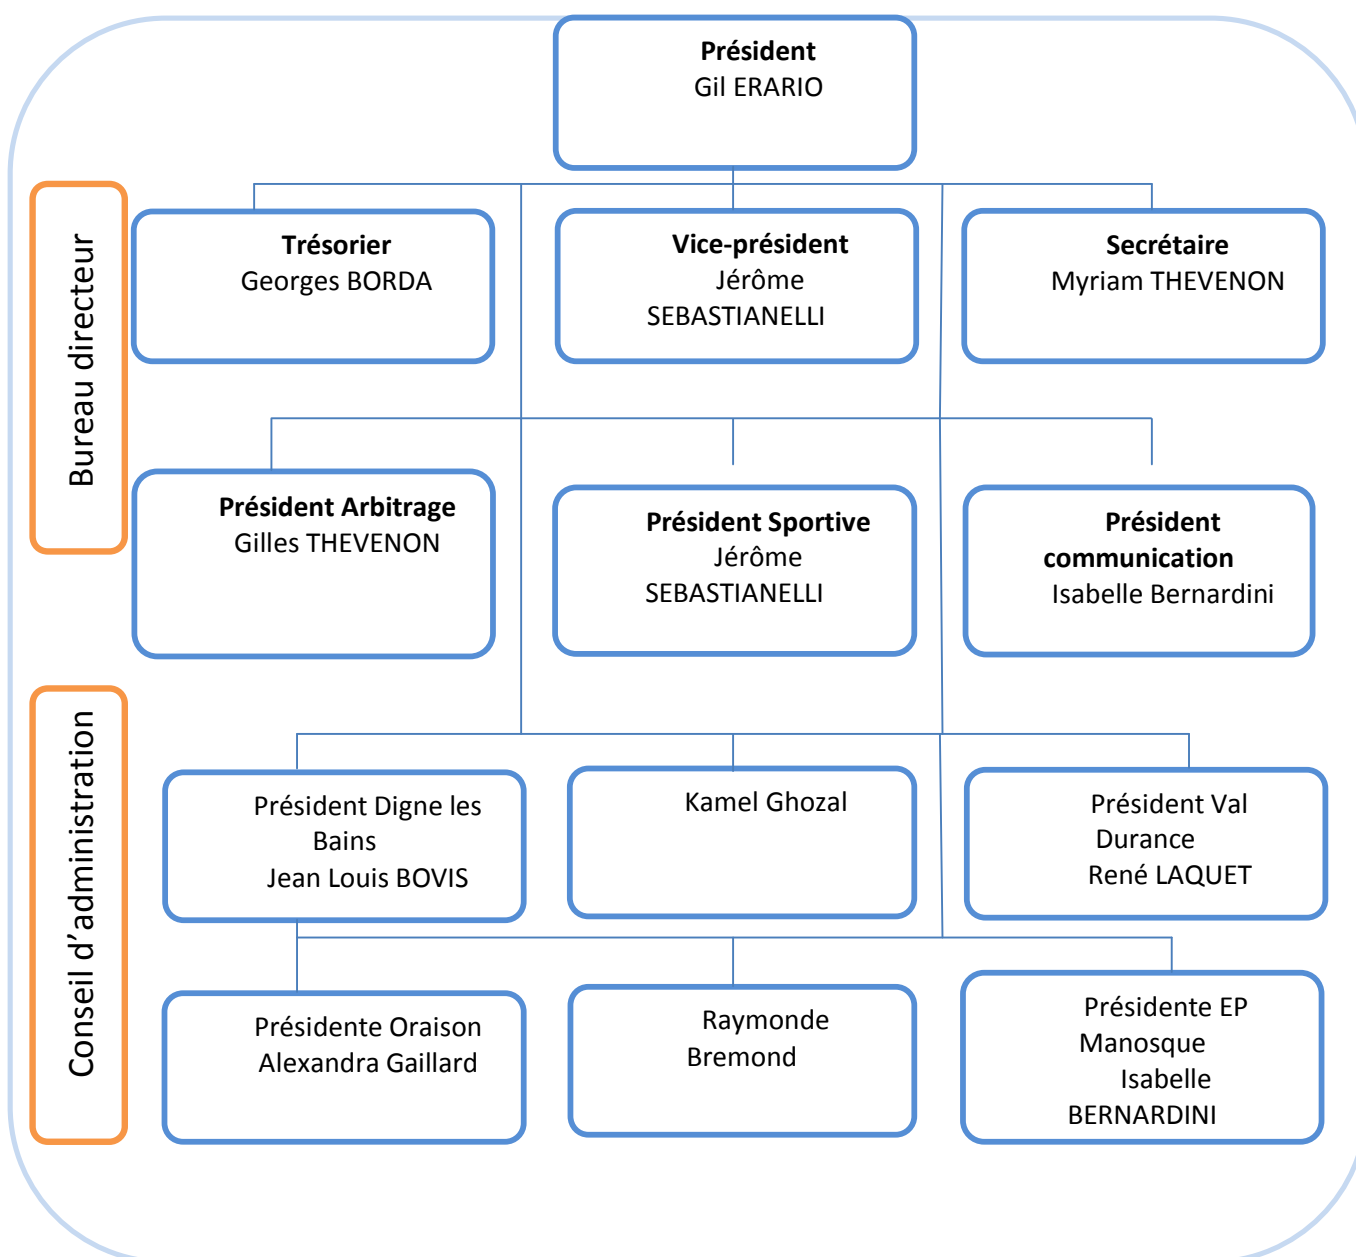 Président
Gil ERARIO
Bureau directeur
Trésorier
Georges BORDA
Vice-président
Jérôme
SEBASTIANELLI
Secrétaire
Myriam THEVENON
Président Arbitrage
Gilles THEVENON
Président Sportive
Jérôme
SEBASTIANELLI
Président
communication
Isabelle Bernardini
Conseil d’administration
Président Digne les
Bains
Jean Louis BOVIS
Kamel Ghozal
Président Val
Durance
René LAQUET
Présidente Oraison
Alexandra Gaillard
Raymonde
Bremond
Présidente EP
Manosque
Isabelle
BERNARDINI